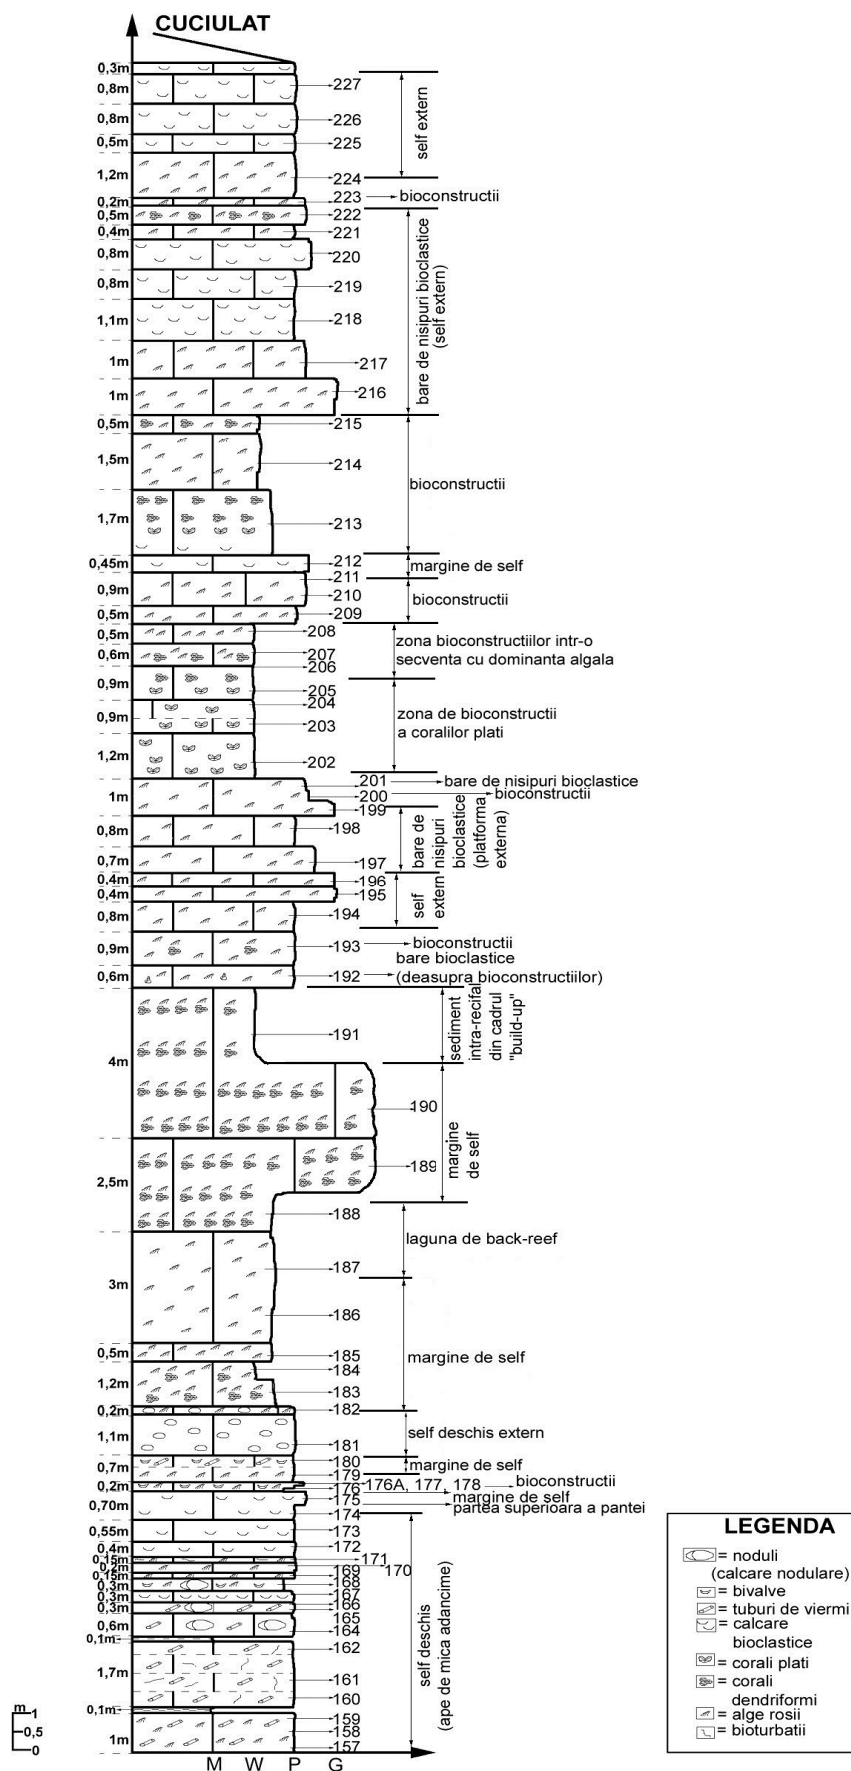 CUCIULAT
0,3m
0,8m 227
0,8m 226
0,5m 225
self extern
1,2m 224
0,2m 223 bioconstructii
0,5m 222
0,4m 221
0,8m 220
0,8m 219
1,1m 218
bare de nisipuri bioclastice
(self extern)
1m 217
1m 216
0,5m 215
1,5m 214
bioconstructii
1,7m 213
0,45m 212 margine de self
211
0,9m 210 bioconstructii
0,5m 209
0,5m 208
0,6m 207
zona bioconstructiilor intr-o
secventa cu dominanta algala
206
0,9m 205
204
0,9m 203
zona de bioconstructii
a coralilor plati
1,2m 202
201 bare de nisipuri bioclastice
1m 200 bioconstructii
199
0,8m 198
bare de
nisipuri
bioclastice
(platforma
externa)
0,7m 197
0,4m 196
0,4m 195
self
extern
0,8m 194
0,9m 193 bioconstructii
bare bioclastice
0,6m 192 (deasupra bioconstructiilor)
sediment
intra-recifal
din cadrul
"build-up"
191
4m
190
margine
de self
189
2,5m
188
laguna de back-reef
187
3m
186
0,5m 185
margine de self
184
1,2m 183
0,2m 182
self deschis extern
1,1m 181
180 margine de self
0,7m 179
0,2m 176 176A, 177, 178 bioconstructii
175 margine de self
0,70m partea superioara a pantei
174
0,55m 173
0,4m 172
0,15m 171
0,2m 169 170
0,15m 168
0,3m
0,3m 167
0,3m 166
165
0,6m 164
0,1m
162
1,7m 161
160
self deschis
(ape de mica adancime)
0,1m
159
158
1m 157
m 1
0,5
0
M W P G
LEGENDA
= noduli
(calcare nodulare)
= bivalve
= tuburi de viermi
= calcare
bioclastice
= corali plati
= corali
dendriformi
= alge rosii
= bioturbatii